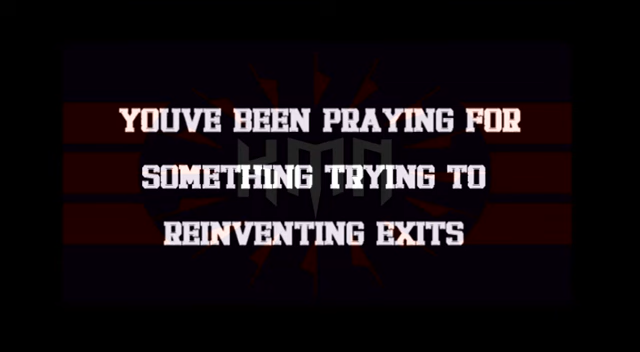 YOUVE BEEN PRAYING FOR
SOMETHING TRYING TO
REINVENTING EXITS